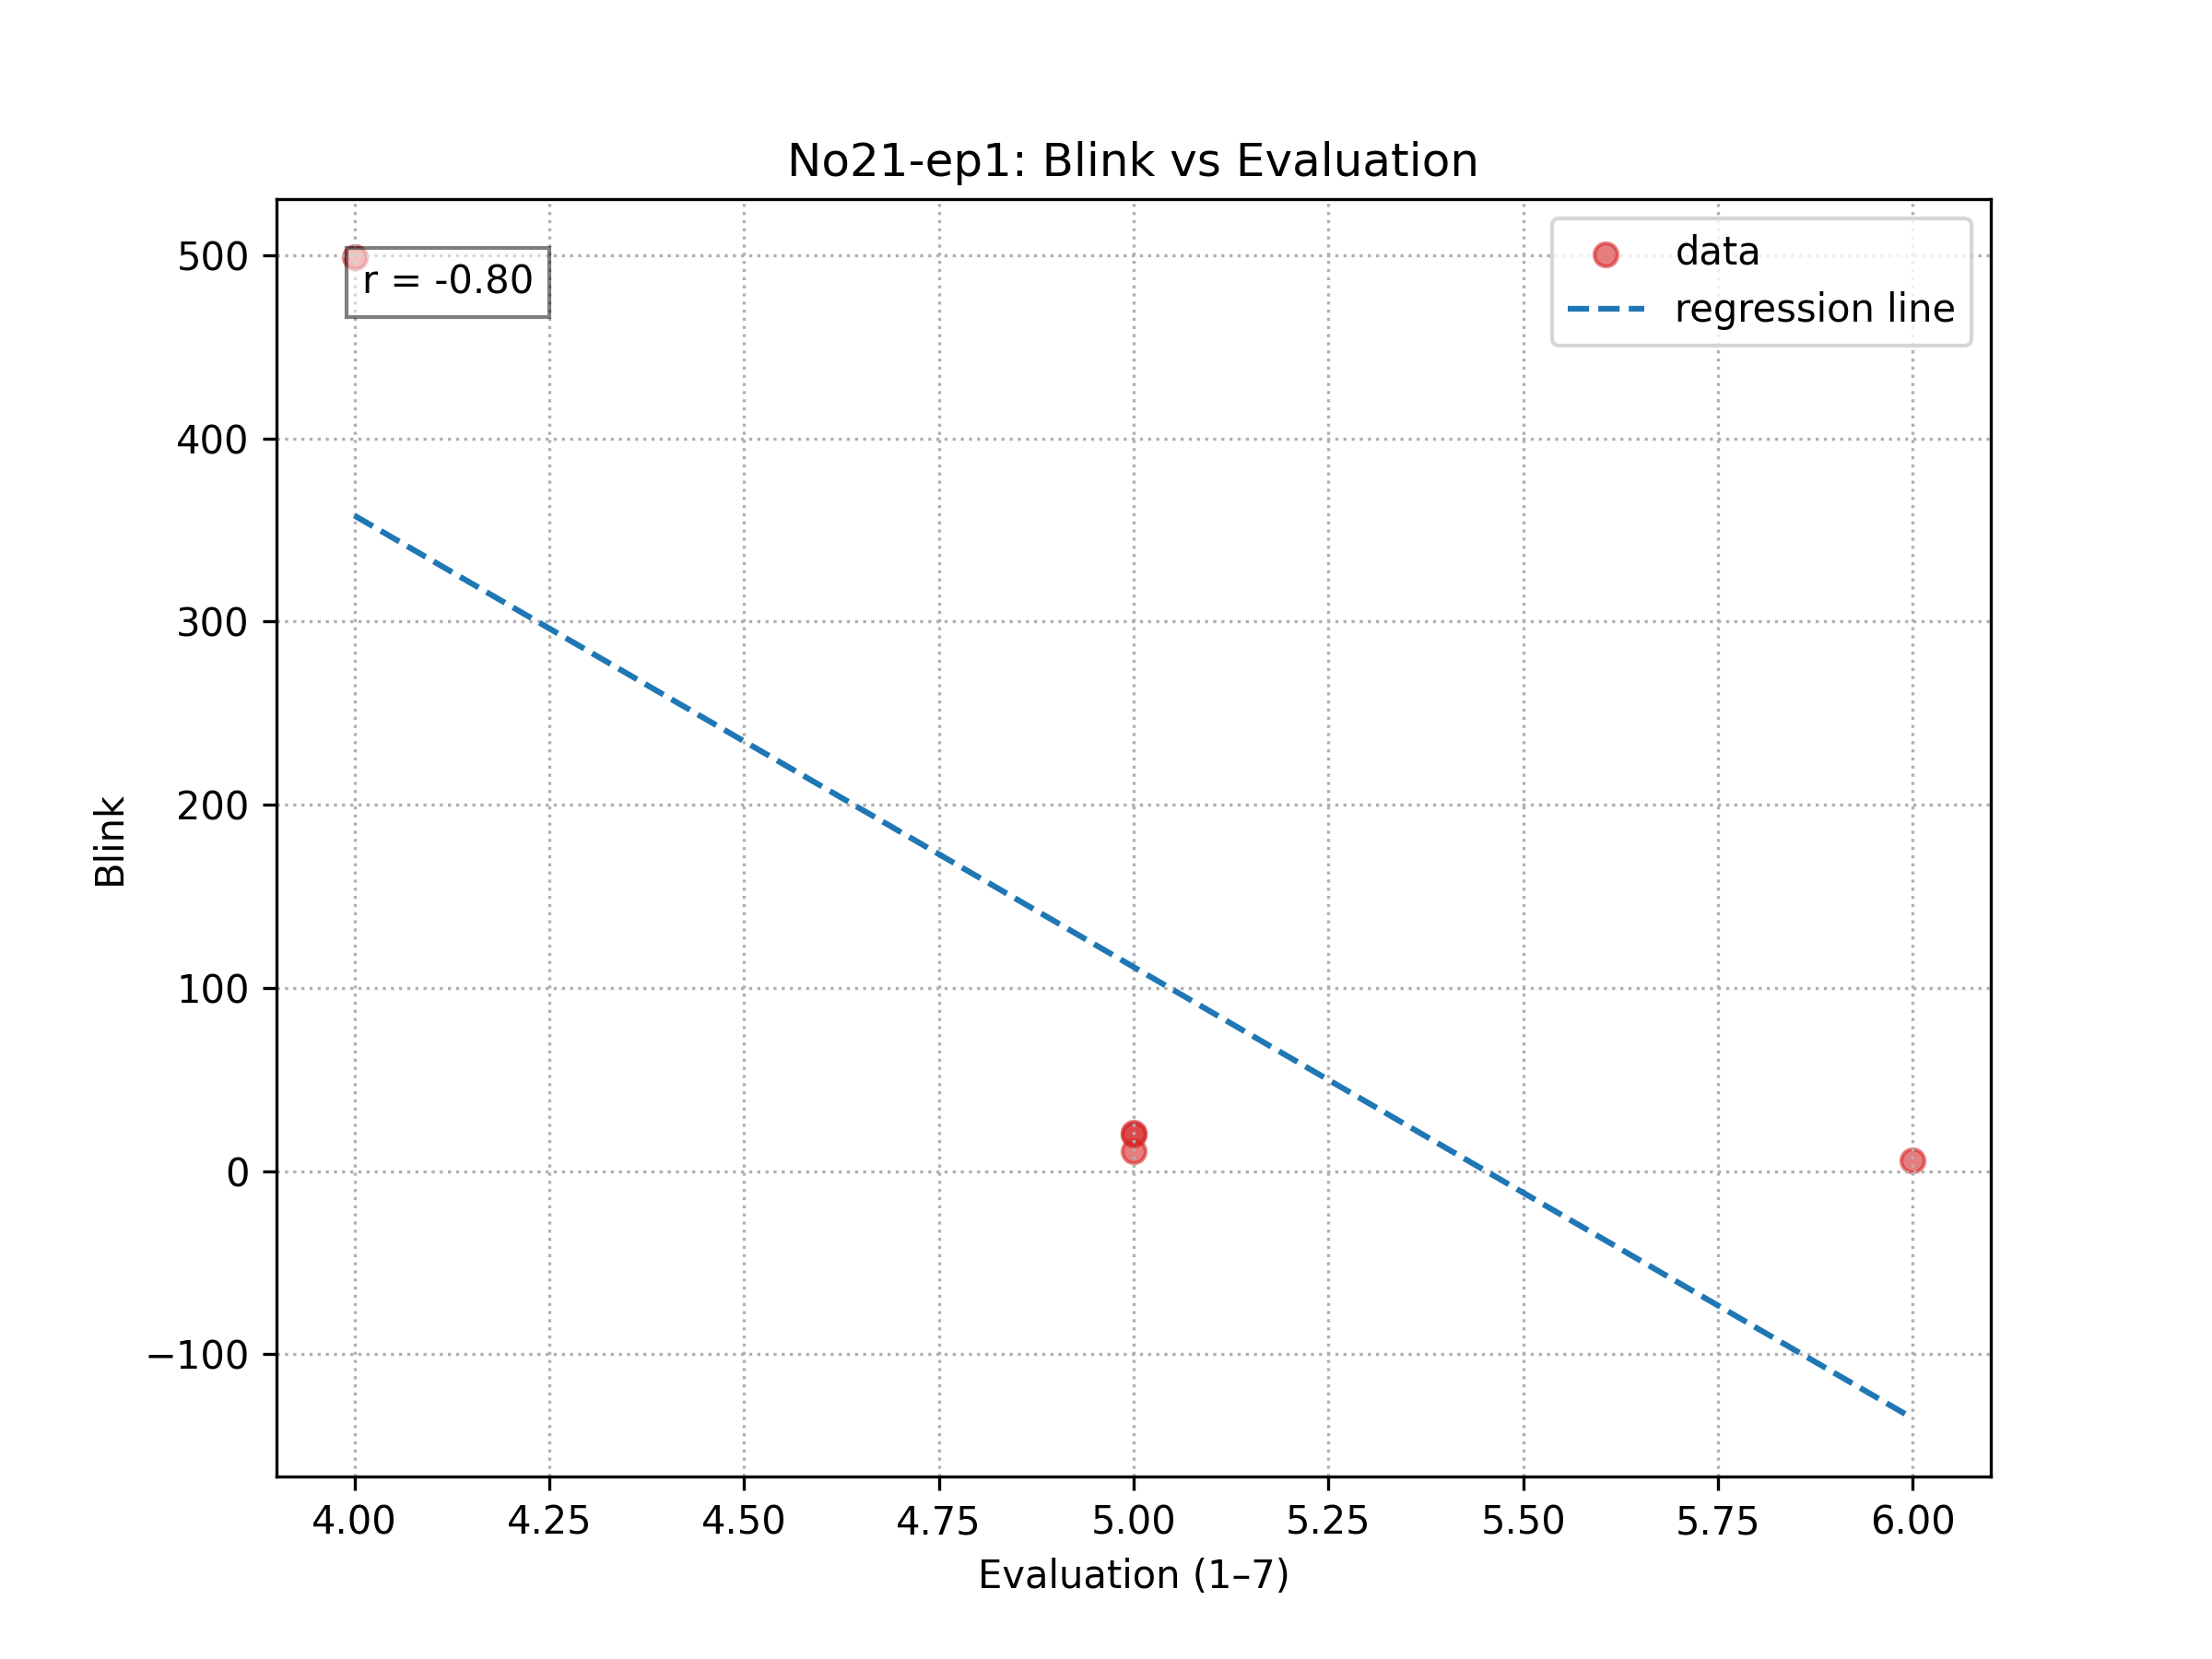 No21-ep1: Blink vs Evaluation
r = -0.80
data
regression line
500
400
300
200
100
0
−100
Blink
4.00 4.25 4.50 4.75 5.00 5.25 5.50 5.75 6.00
Evaluation (1–7)